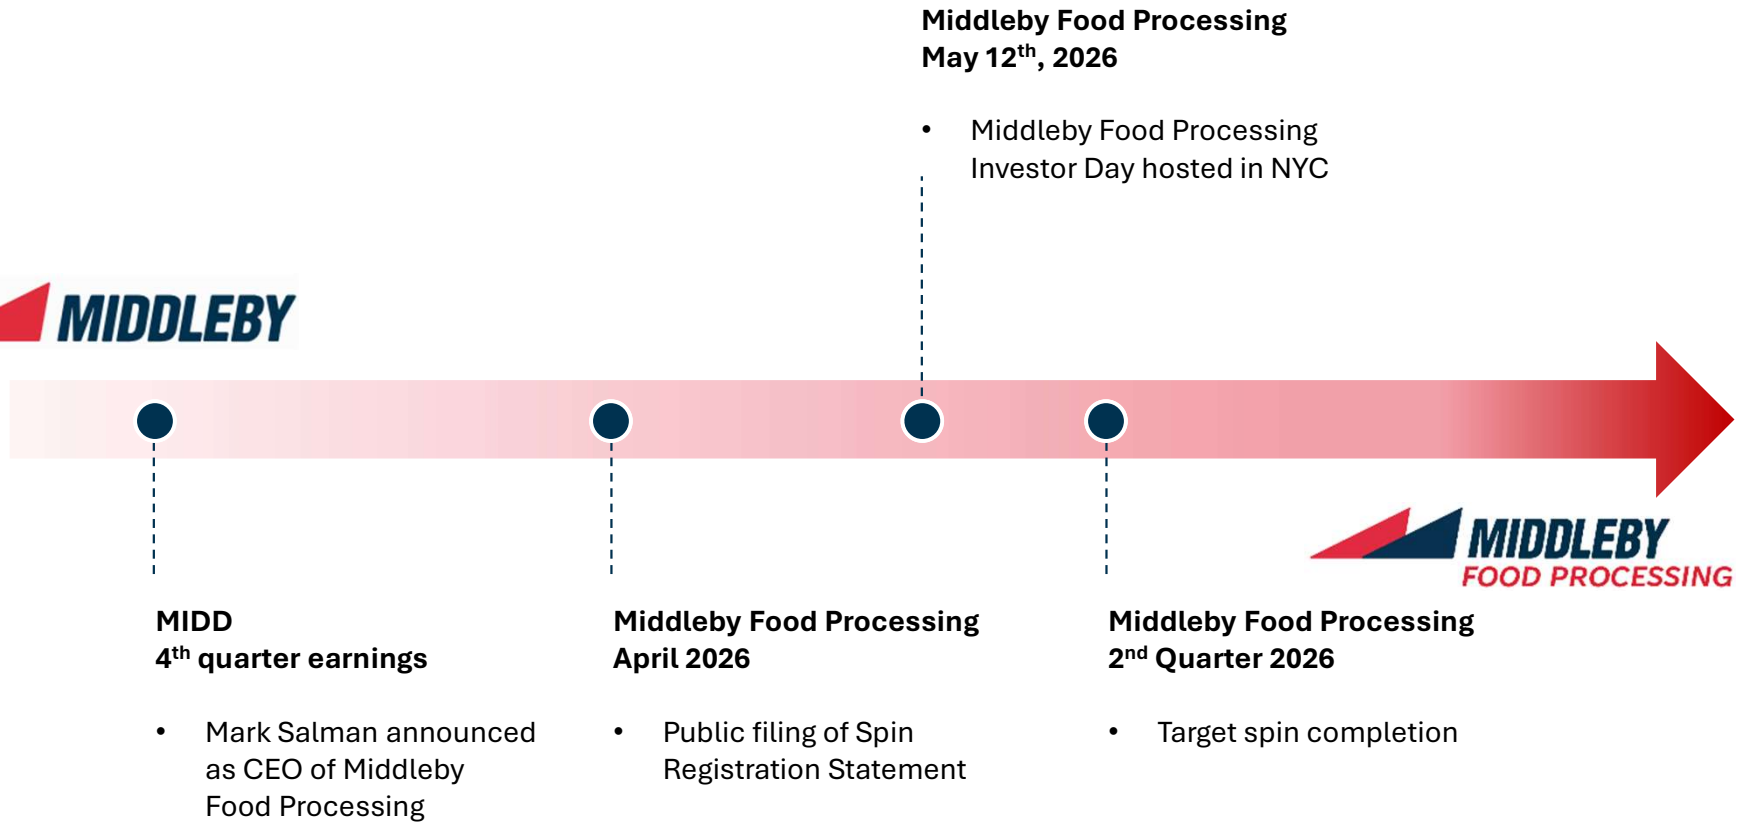 Middleby Food Processing
May 12th, 2026
• Middleby Food Processing
Investor Day hosted in NYC
MIDDLEBY
MIDDLEBY
FOOD PROCESSING
MIDD
4th quarter earnings
• Mark Salman announced
as CEO of Middleby
Food Processing
Middleby Food Processing
April 2026
• Public filing of Spin
Registration Statement
Middleby Food Processing
2nd Quarter 2026
• Target spin completion